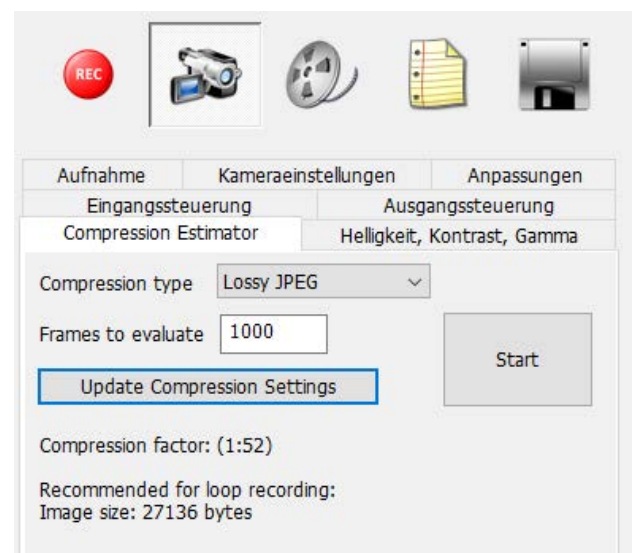 REC
Aufnahme Kameraeinstellungen Anpassungen
Eingangssteuerung Ausgangssteuerung
Compression Estimator Helligkeit, Kontrast, Gamma
Compression type Lossy JPEG
Frames to evaluate 1000
Start
Update Compression Settings
Compression factor: (1:52)
Recommended for loop recording:
Image size: 27136 bytes